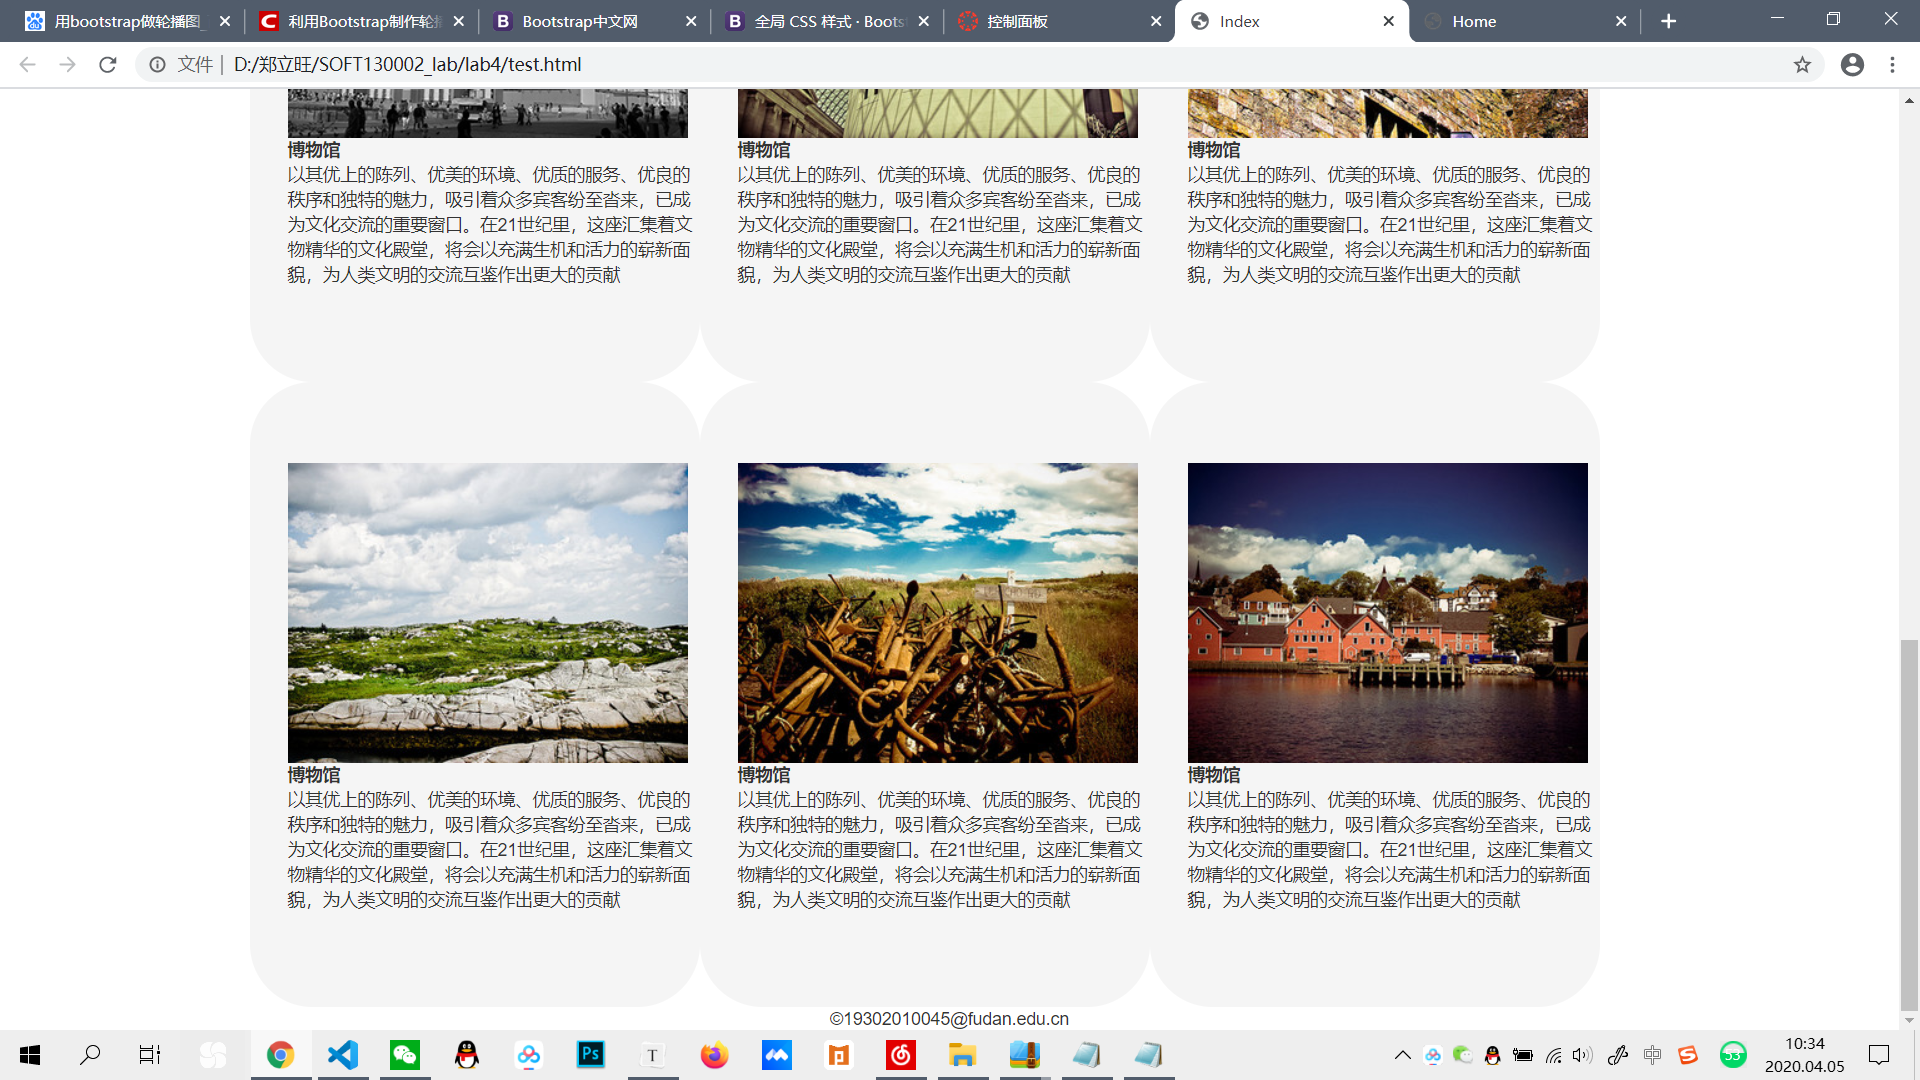 用bootstrap做轮播图_
利用Bootstrap制作轮播
Bootstrap中文网
全局 CSS 样式 · Boots
控制面板
Index
Home
文件 | D:/郑立旺/SOFT130002_lab/lab4/test.html
博物馆
以其优上的陈列、优美的环境、优质的服务、优良的
秩序和独特的魅力，吸引着众多宾客纷至沓来，已成
为文化交流的重要窗口。在21世纪里，这座汇集着文
物精华的文化殿堂，将会以充满生机和活力的崭新面
貌，为人类文明的交流互鉴作出更大的贡献
博物馆
以其优上的陈列、优美的环境、优质的服务、优良的
秩序和独特的魅力，吸引着众多宾客纷至沓来，已成
为文化交流的重要窗口。在21世纪里，这座汇集着文
物精华的文化殿堂，将会以充满生机和活力的崭新面
貌，为人类文明的交流互鉴作出更大的贡献
博物馆
以其优上的陈列、优美的环境、优质的服务、优良的
秩序和独特的魅力，吸引着众多宾客纷至沓来，已成
为文化交流的重要窗口。在21世纪里，这座汇集着文
物精华的文化殿堂，将会以充满生机和活力的崭新面
貌，为人类文明的交流互鉴作出更大的贡献
博物馆
以其优上的陈列、优美的环境、优质的服务、优良的
秩序和独特的魅力，吸引着众多宾客纷至沓来，已成
为文化交流的重要窗口。在21世纪里，这座汇集着文
物精华的文化殿堂，将会以充满生机和活力的崭新面
貌，为人类文明的交流互鉴作出更大的贡献
博物馆
以其优上的陈列、优美的环境、优质的服务、优良的
秩序和独特的魅力，吸引着众多宾客纷至沓来，已成
为文化交流的重要窗口。在21世纪里，这座汇集着文
物精华的文化殿堂，将会以充满生机和活力的崭新面
貌，为人类文明的交流互鉴作出更大的贡献
博物馆
以其优上的陈列、优美的环境、优质的服务、优良的
秩序和独特的魅力，吸引着众多宾客纷至沓来，已成
为文化交流的重要窗口。在21世纪里，这座汇集着文
物精华的文化殿堂，将会以充满生机和活力的崭新面
貌，为人类文明的交流互鉴作出更大的贡献
©19302010045@fudan.edu.cn
Ps
T
中
53
10:34
2020.04.05